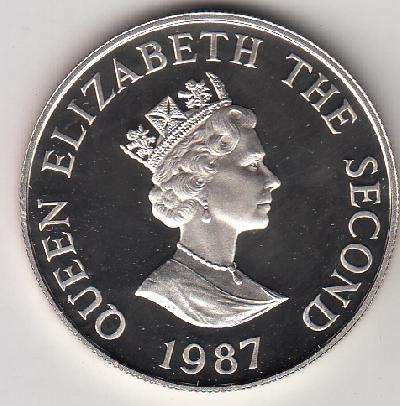 QUEEN ELIZABETH THE SECOND
1987